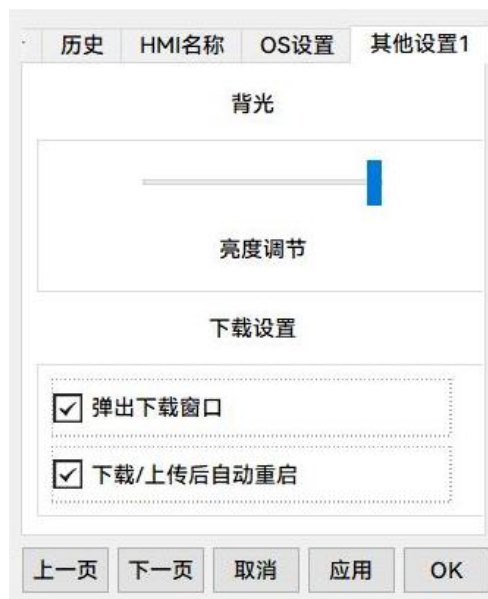 历史 HMI名称 OS设置 其他设置1
背光
亮度调节
下载设置
弹出下载窗口
下载/上传后自动重启
上一页 下一页 取消 应用 OK